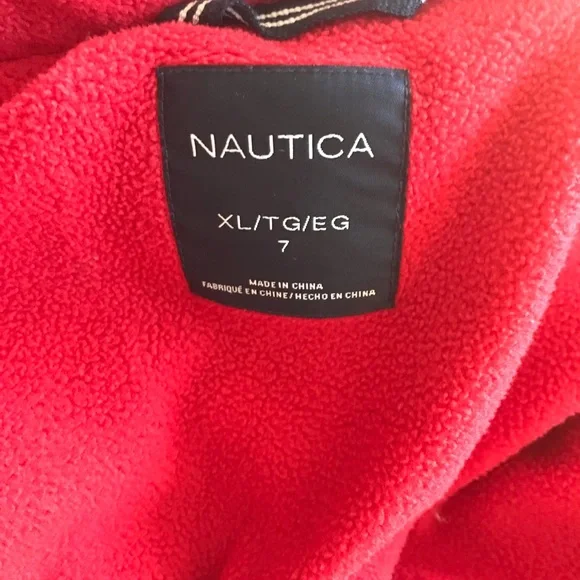 NAUTICA
XL/TG/EG
7
MADE IN CHINA
FABRIQUÉ EN CHINE/HECHO EN CHINA